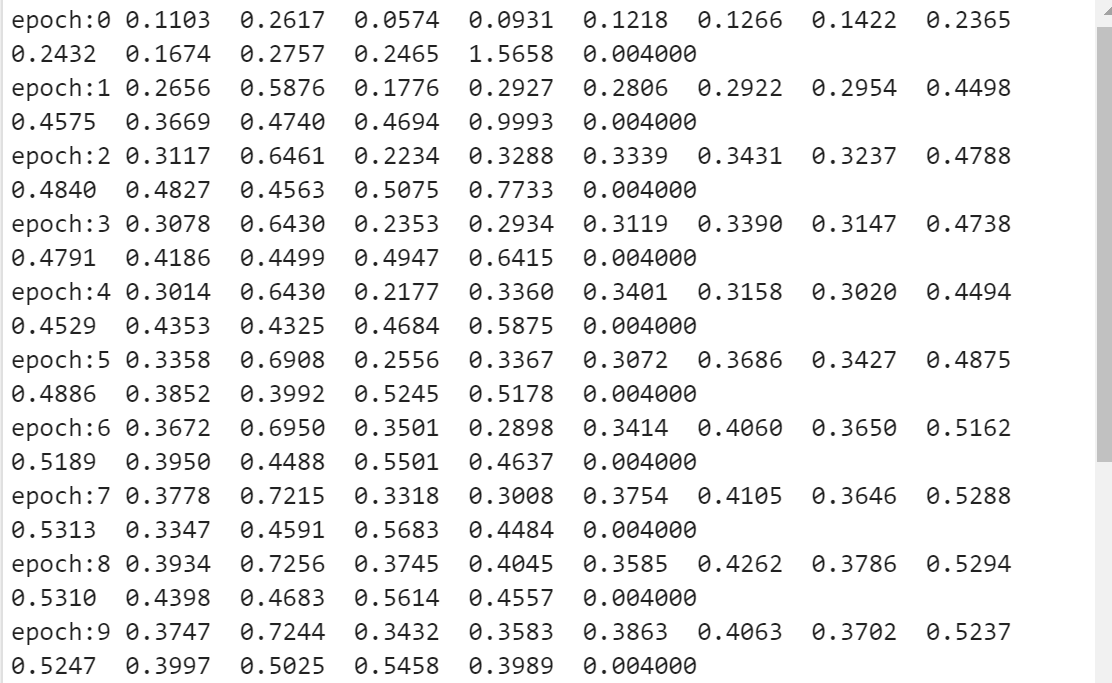 epoch:0 0.1103  0.2617  0.0574  0.0931  0.1218  0.1266  0.1422  0.2365
0.2432  0.1674  0.2757  0.2465  1.5658  0.004000
epoch:1 0.2656  0.5876  0.1776  0.2927  0.2806  0.2922  0.2954  0.4498
0.4575  0.3669  0.4740  0.4694  0.9993  0.004000
epoch:2 0.3117  0.6461  0.2234  0.3288  0.3339  0.3431  0.3237  0.4788
0.4840  0.4827  0.4563  0.5075  0.7733  0.004000
epoch:3 0.3078  0.6430  0.2353  0.2934  0.3119  0.3390  0.3147  0.4738
0.4791  0.4186  0.4499  0.4947  0.6415  0.004000
epoch:4 0.3014  0.6430  0.2177  0.3360  0.3401  0.3158  0.3020  0.4494
0.4529  0.4353  0.4325  0.4684  0.5875  0.004000
epoch:5 0.3358  0.6908  0.2556  0.3367  0.3072  0.3686  0.3427  0.4875
0.4886  0.3852  0.3992  0.5245  0.5178  0.004000
epoch:6 0.3672  0.6950  0.3501  0.2898  0.3414  0.4060  0.3650  0.5162
0.5189  0.3950  0.4488  0.5501  0.4637  0.004000
epoch:7 0.3778  0.7215  0.3318  0.3008  0.3754  0.4105  0.3646  0.5288
0.5313  0.3347  0.4591  0.5683  0.4484  0.004000
epoch:8 0.3934  0.7256  0.3745  0.4045  0.3585  0.4262  0.3786  0.5294
0.5310  0.4398  0.4683  0.5614  0.4557  0.004000
epoch:9 0.3747  0.7244  0.3432  0.3583  0.3863  0.4063  0.3702  0.5237
0.5247  0.3997  0.5025  0.5458  0.3989  0.004000